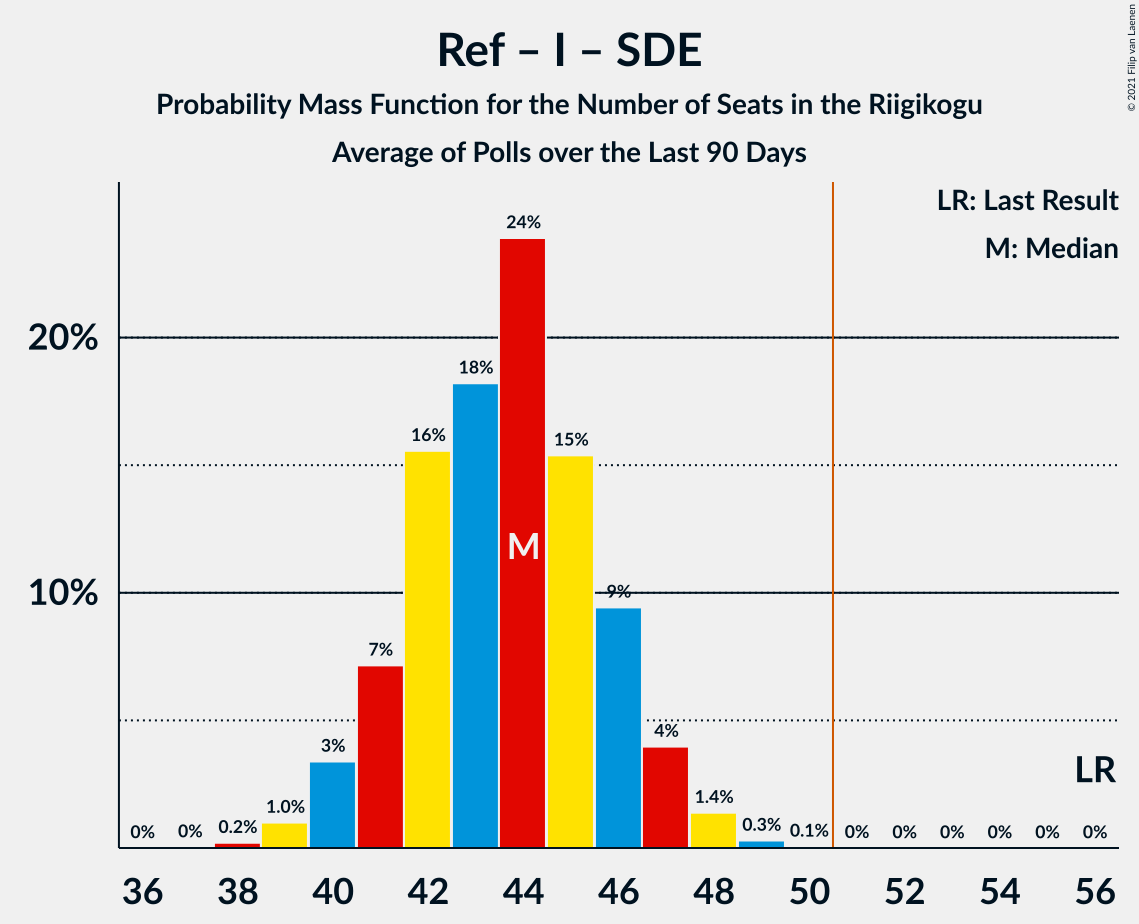 Ref – I – SDE
Probability Mass Function for the Number of Seats in the Riigikogu
Average of Polls over the Last 90 Days
© 2021 Filip van Laenen
LR: Last Result
M: Median
20%
10%
0%
0%
0.2%
1.0%
3%
7%
16%
18%
24%
15%
9%
4%
1.4%
0.3%
0.1%
0%
0%
0%
0%
0%
0%
M
LR
36 38 40 42 44 46 48 50 52 54 56